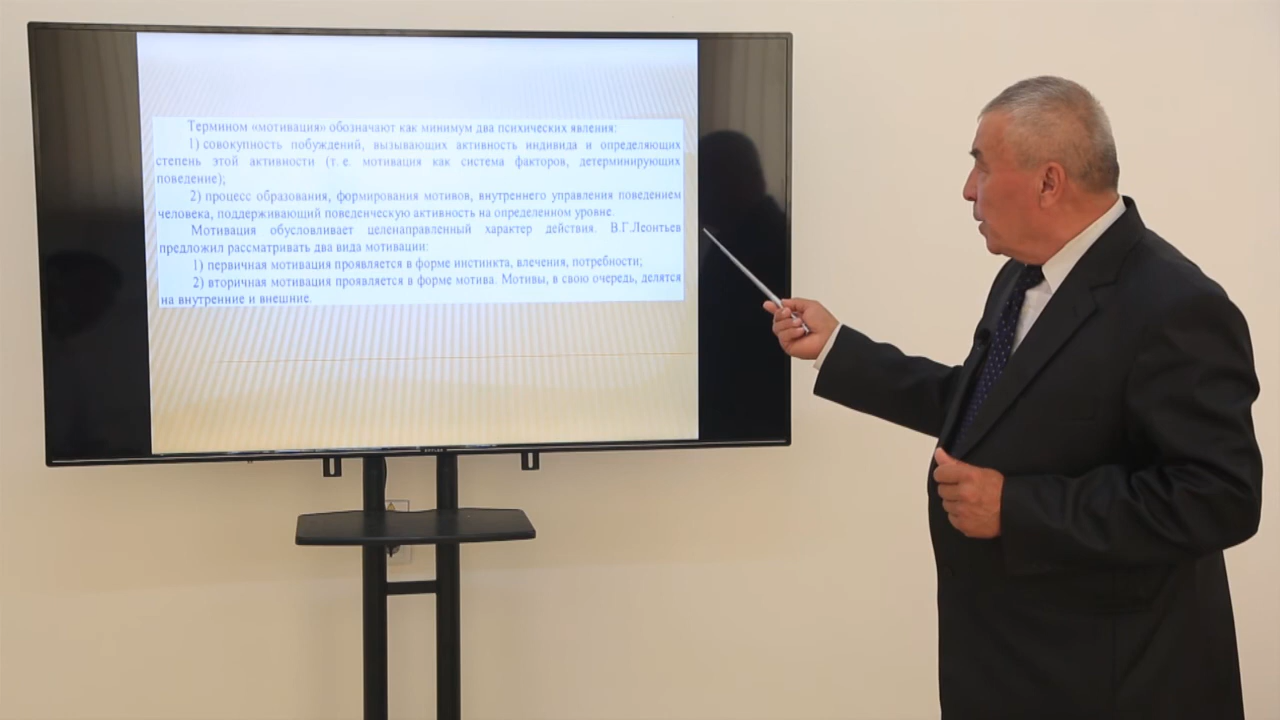 Термином «мотивация» обозначают как минимум два психических явления:
1) совокупность побуждений, вызывающих активность индивида и определяющих
степень этой активности (т. е. мотивация как система факторов, детерминирующих
поведение);
2) процесс образования, формирования мотивов, внутреннего управления поведением
человека, поддерживающий поведенческую активность на определенном уровне.
Мотивация обусловливает целенаправленный характер действия. В.Г.Леонтьев
предложил рассматривать два вида мотивации:
1) первичная мотивация проявляется в форме инстинкта, влечения, потребности;
2) вторичная мотивация проявляется в форме мотива. Мотивы, в свою очередь, делятся
на внутренние и внешние.